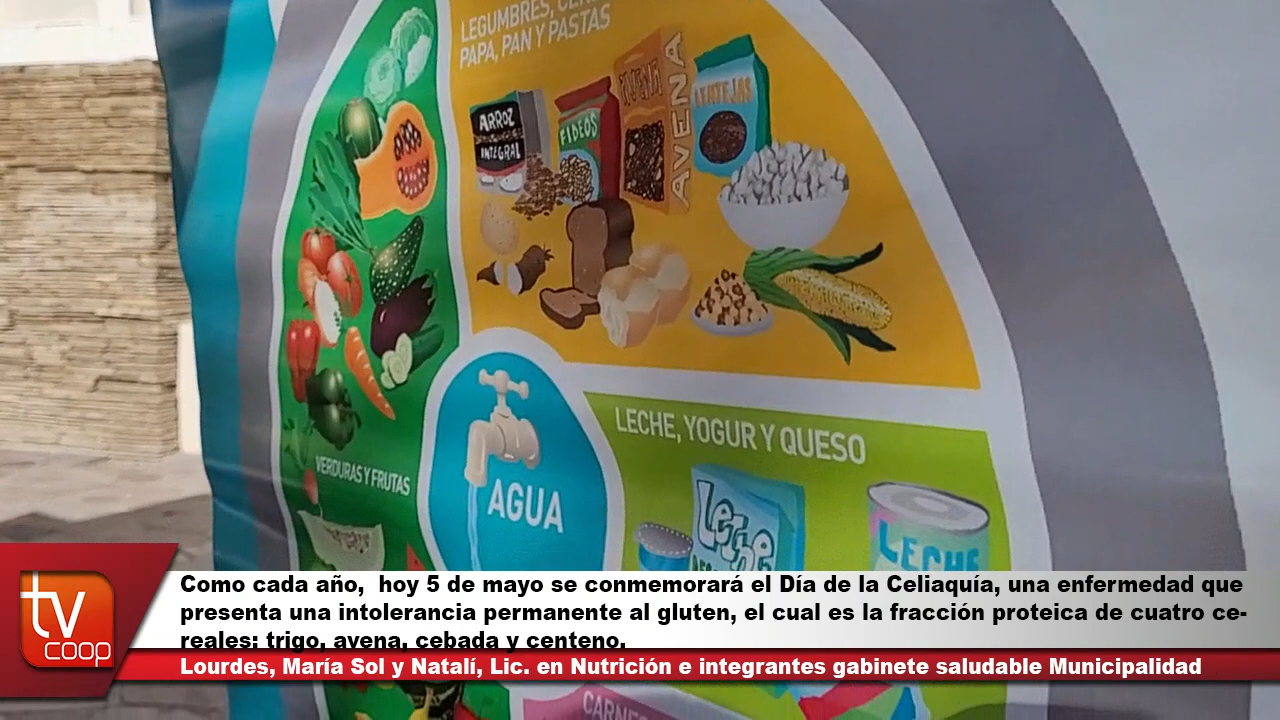 LEGUMBRES,
PAPA, PAN Y PASTAS
ARROZ
INTEGRAL
FIDEOS
AVENA
AVENA
LENTEJAS
LECHE, YOGUR Y QUESO
VERDURAS Y FRUTAS
AGUA
Leche
LECHE
tv
coop
Como cada año, hoy 5 de mayo se conmemorará el Día de la Celiaquía, una enfermedad que
presenta una intolerancia permanente al gluten, el cual es la fracción proteica de cuatro ce-
reales: trigo, avena, cebada y centeno.
Lourdes, María Sol y Natalí, Lic. en Nutrición e integrantes gabinete saludable Municipalidad